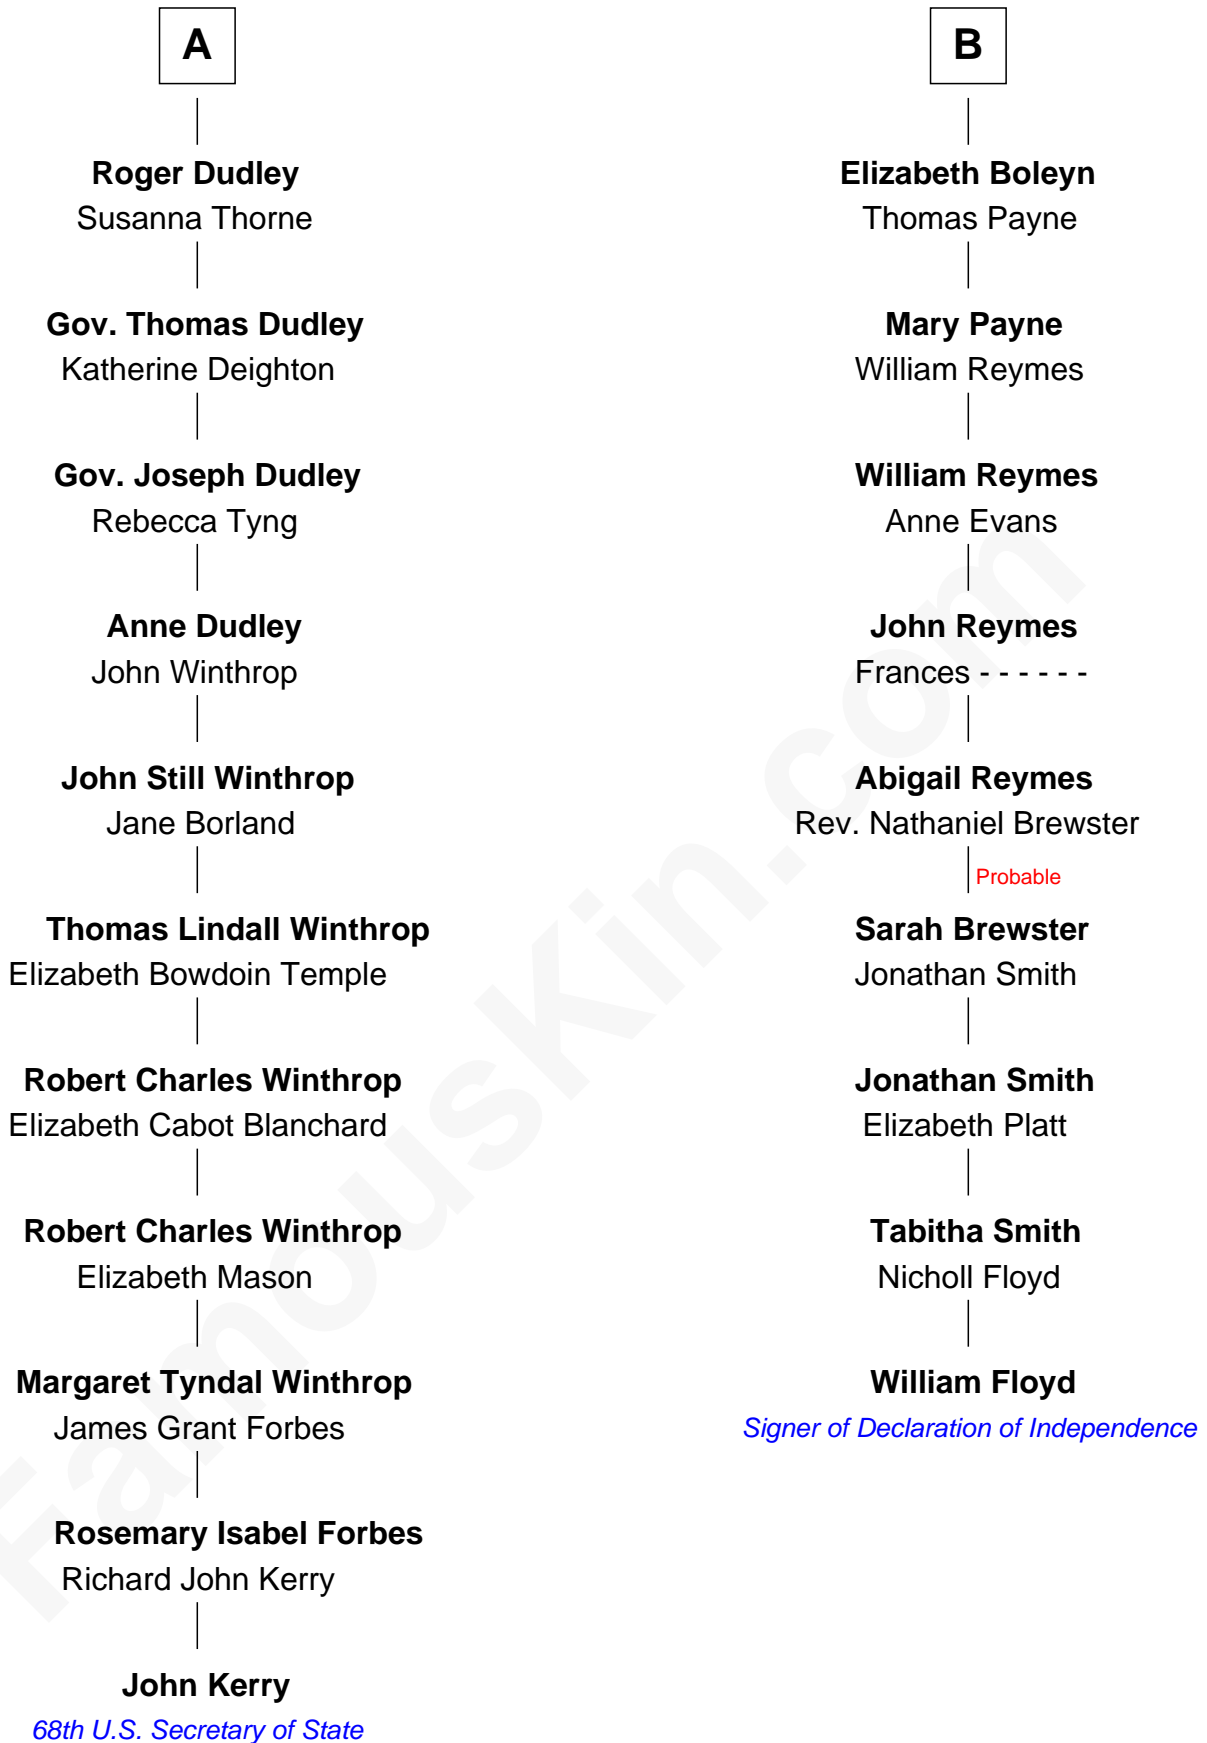 A
Roger Dudley
Susanna Thorne
Gov. Thomas Dudley
Katherine Deighton
Gov. Joseph Dudley
Rebecca Tyng
Anne Dudley
John Winthrop
John Still Winthrop
Jane Borland
Thomas Lindall Winthrop
Elizabeth Bowdoin Temple
Robert Charles Winthrop
Elizabeth Cabot Blanchard
Robert Charles Winthrop
Elizabeth Mason
Margaret Tyndal Winthrop
James Grant Forbes
Rosemary Isabel Forbes
Richard John Kerry
John Kerry
68th U.S. Secretary of State
B
Elizabeth Boleyn
Thomas Payne
Mary Payne
William Reymes
William Reymes
Anne Evans
John Reymes
Frances - - - - - -
Abigail Reymes
Rev. Nathaniel Brewster
Probable
Sarah Brewster
Jonathan Smith
Jonathan Smith
Elizabeth Platt
Tabitha Smith
Nicholl Floyd
William Floyd
Signer of Declaration of Independence
FamousKin.com